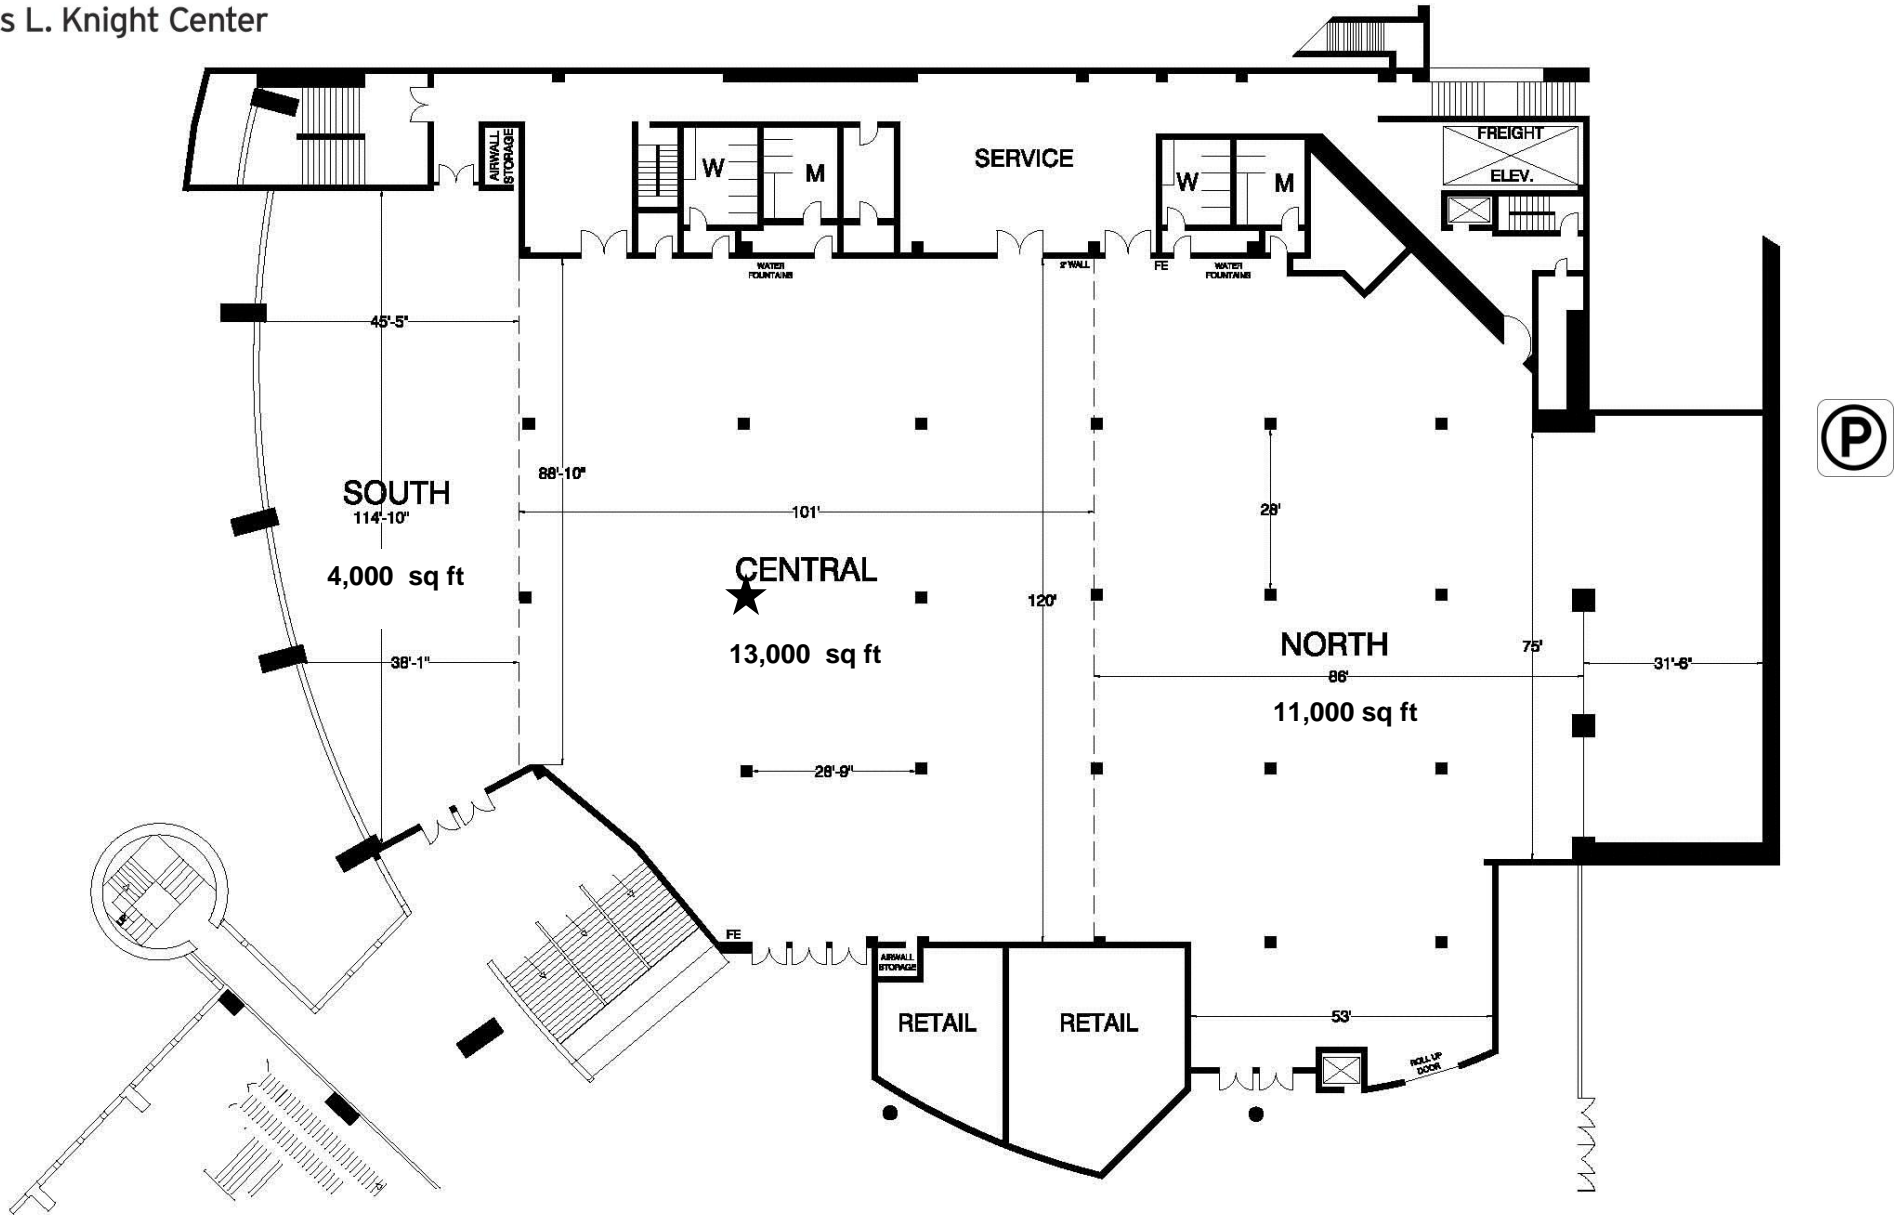 s L. Knight Center
AIRWALL
STORAGE
FREIGHT
ELEV.
W
M
SERVICE
W
M
WATER
FOUNTAINS
2" WALL
FE
WATER
FOUNTAINS
45'-5"
P
88'-10"
SOUTH
114'-10"
101'
28'
4,000 sq ft
CENTRAL
120'
13,000 sq ft
NORTH
75'
38'-1"
31'-6"
86'
11,000 sq ft
26'-9"
FE
AIRWALL
STORAGE
RETAIL
RETAIL
53'
ROLL UP
DOOR